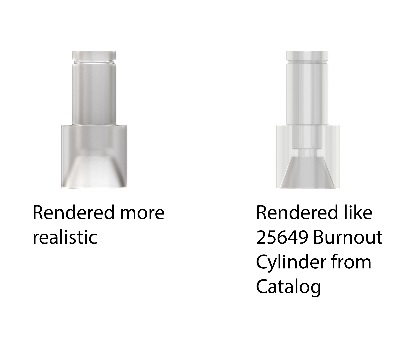 Rendered more
realistic
Rendered like
25649 Burnout
Cylinder from
Catalog